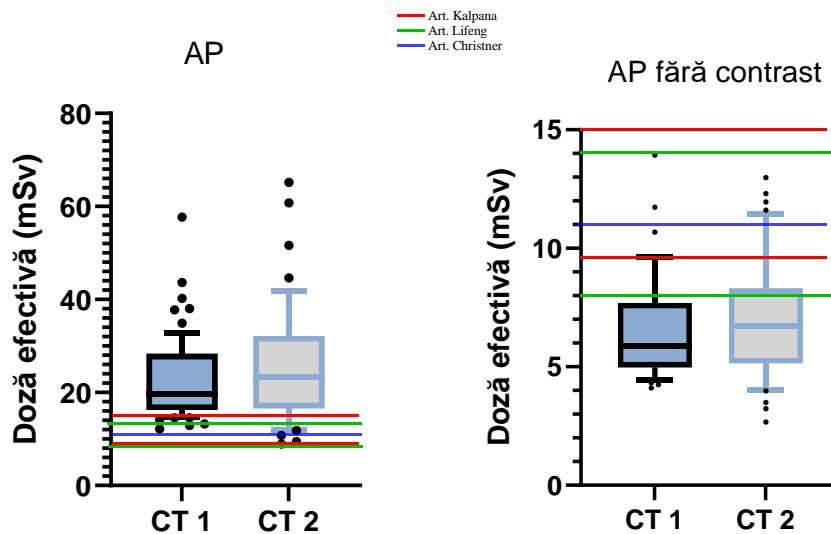 Art. Kalpana
Art. Lifeng
Art. Christner
AP
Doză efectivă (mSv)
80
60
40
20
0
CT 1
CT 2
AP fără contrast
Doză efectivă (mSv)
15
10
5
0
CT 1
CT 2